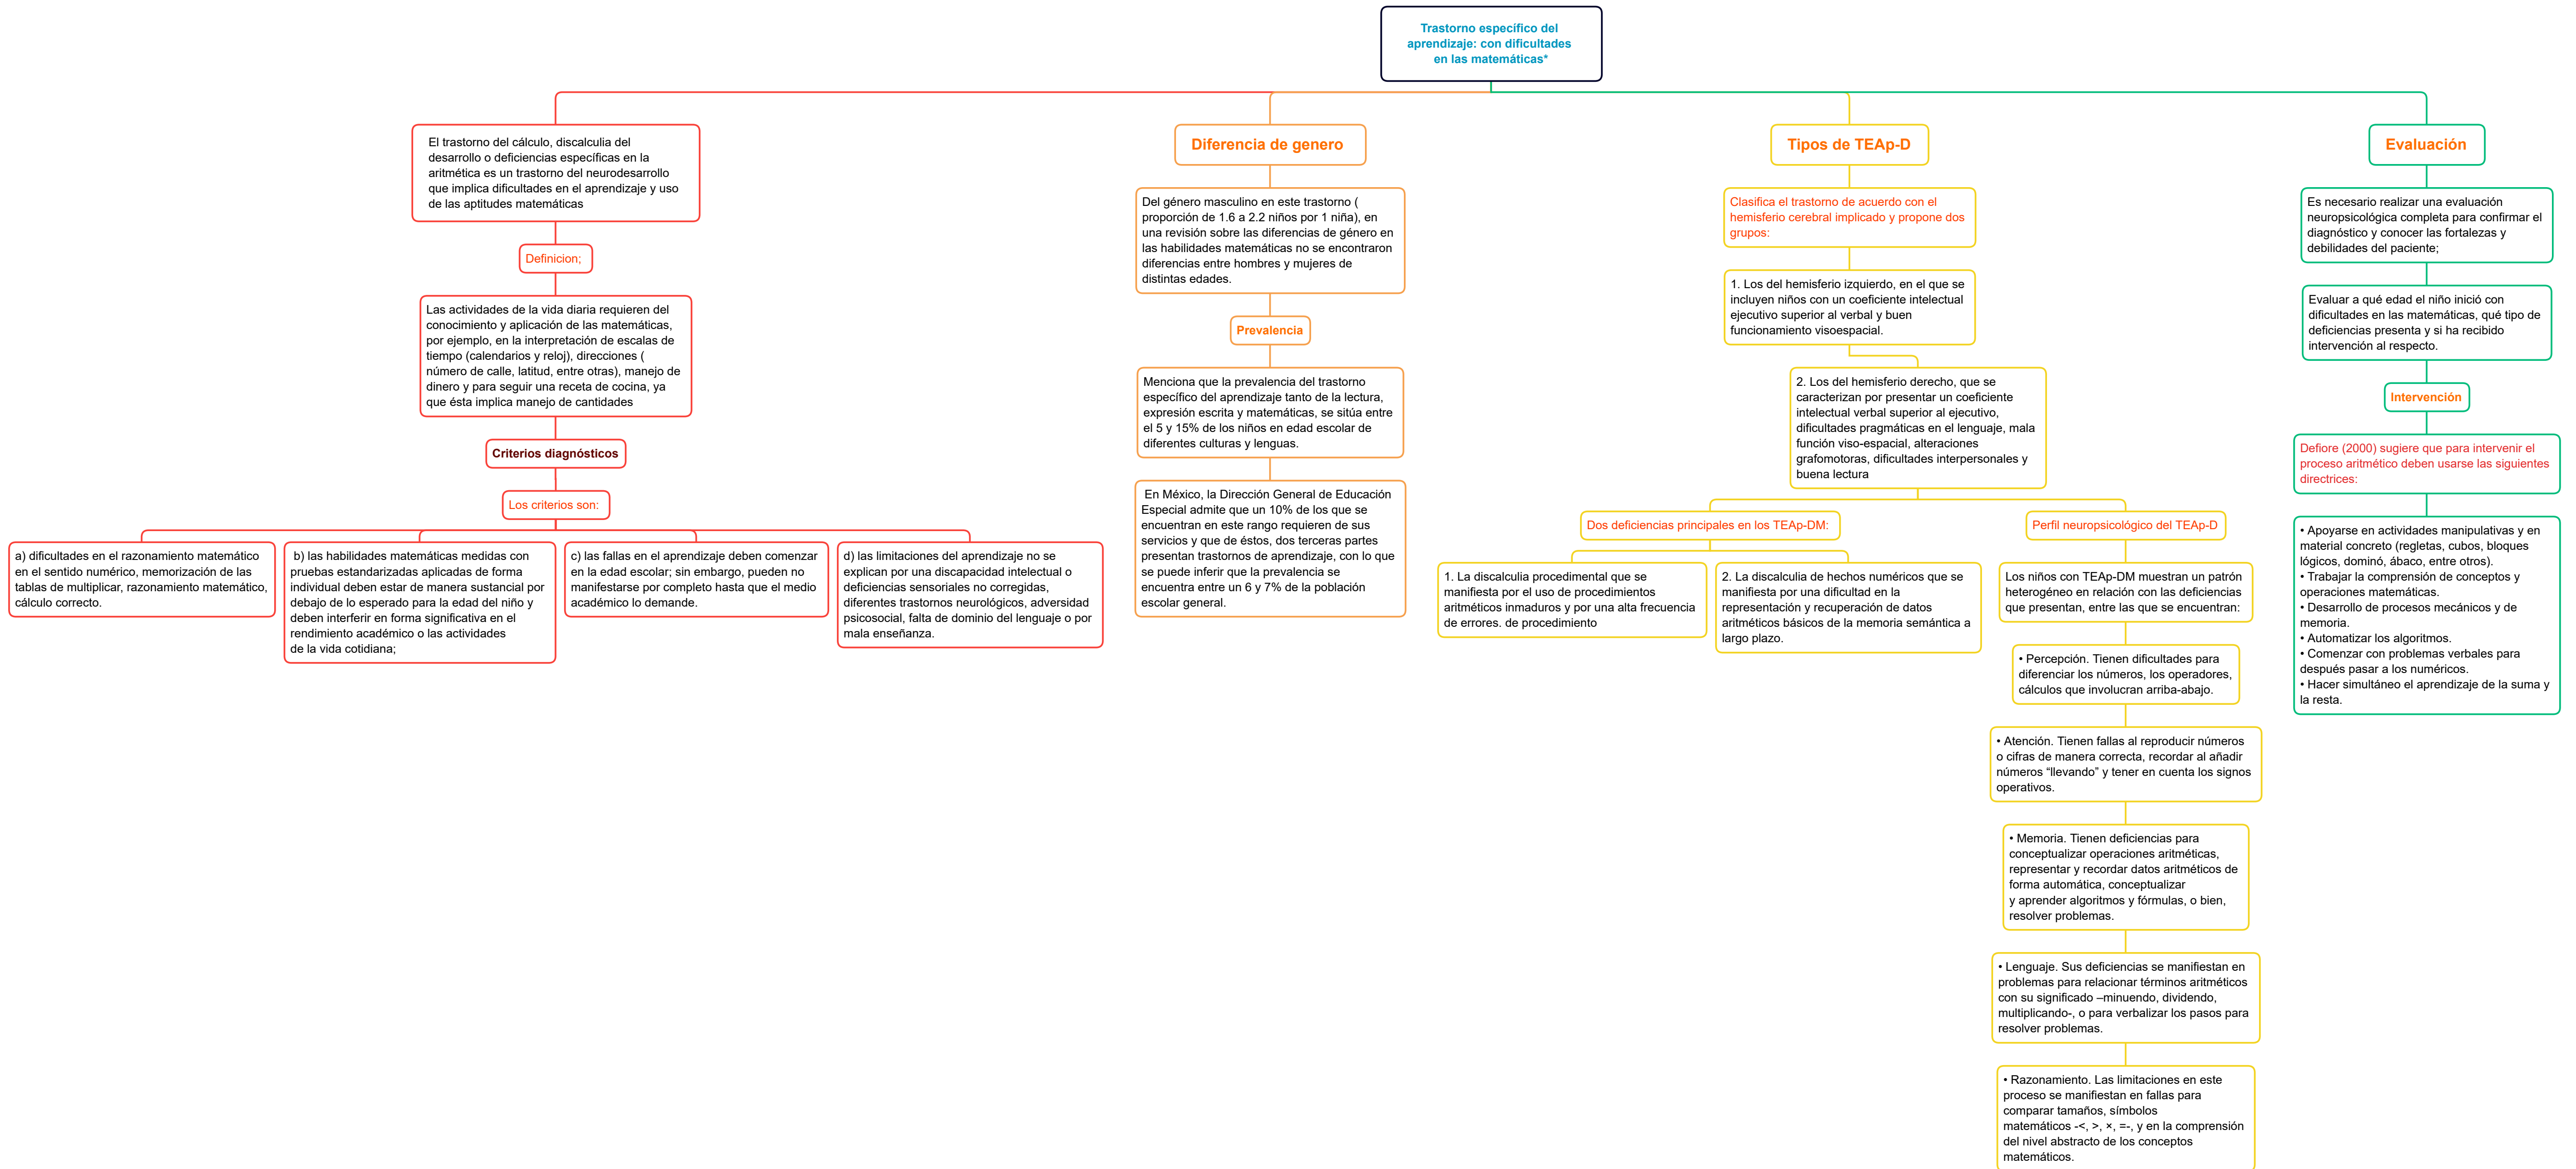 Trastorno específico del
aprendizaje: con dificultades
en las matemáticas*
El trastorno del cálculo, discalculia del
desarrollo o deficiencias específicas en la
aritmética es un trastorno del neurodesarrollo
que implica dificultades en el aprendizaje y uso
de las aptitudes matemáticas
Definicion;
Las actividades de la vida diaria requieren del
conocimiento y aplicación de las matemáticas,
por ejemplo, en la interpretación de escalas de
tiempo (calendarios y reloj), direcciones (
número de calle, latitud, entre otras), manejo de
dinero y para seguir una receta de cocina, ya
que ésta implica manejo de cantidades
Criterios diagnósticos
Los criterios son:
a) dificultades en el razonamiento matemático
en el sentido numérico, memorización de las
tablas de multiplicar, razonamiento matemático,
cálculo correcto.
b) las habilidades matemáticas medidas con
pruebas estandarizadas aplicadas de forma
individual deben estar de manera sustancial por
debajo de lo esperado para la edad del niño y
deben interferir en forma significativa en el
rendimiento académico o las actividades
de la vida cotidiana;
c) las fallas en el aprendizaje deben comenzar
en la edad escolar; sin embargo, pueden no
manifestarse por completo hasta que el medio
académico lo demande.
d) las limitaciones del aprendizaje no se
explican por una discapacidad intelectual o
deficiencias sensoriales no corregidas,
diferentes trastornos neurológicos, adversidad
psicosocial, falta de dominio del lenguaje o por
mala enseñanza.
Diferencia de genero
Del género masculino en este trastorno (
proporción de 1.6 a 2.2 niños por 1 niña), en
una revisión sobre las diferencias de género en
las habilidades matemáticas no se encontraron
diferencias entre hombres y mujeres de
distintas edades.
Prevalencia
Menciona que la prevalencia del trastorno
específico del aprendizaje tanto de la lectura,
expresión escrita y matemáticas, se sitúa entre
el 5 y 15% de los niños en edad escolar de
diferentes culturas y lenguas.
En México, la Dirección General de Educación
Especial admite que un 10% de los que se
encuentran en este rango requieren de sus
servicios y que de éstos, dos terceras partes
presentan trastornos de aprendizaje, con lo que
se puede inferir que la prevalencia se
encuentra entre un 6 y 7% de la población
escolar general.
Tipos de TEAp-D
Clasifica el trastorno de acuerdo con el
hemisferio cerebral implicado y propone dos
grupos:
1. Los del hemisferio izquierdo, en el que se
incluyen niños con un coeficiente intelectual
ejecutivo superior al verbal y buen
funcionamiento visoespacial.
2. Los del hemisferio derecho, que se
caracterizan por presentar un coeficiente
intelectual verbal superior al ejecutivo,
dificultades pragmáticas en el lenguaje, mala
función viso-espacial, alteraciones
grafomotoras, dificultades interpersonales y
buena lectura
Dos deficiencias principales en los TEAp-DM:
1. La discalculia procedimental que se
manifiesta por el uso de procedimientos
aritméticos inmaduros y por una alta frecuencia
de errores. de procedimiento
2. La discalculia de hechos numéricos que se
manifiesta por una dificultad en la
representación y recuperación de datos
aritméticos básicos de la memoria semántica a
largo plazo.
Perfil neuropsicológico del TEAp-D
Los niños con TEAp-DM muestran un patrón
heterogéneo en relación con las deficiencias
que presentan, entre las que se encuentran:
• Percepción. Tienen dificultades para
diferenciar los números, los operadores,
cálculos que involucran arriba-abajo.
• Atención. Tienen fallas al reproducir números
o cifras de manera correcta, recordar al añadir
números “llevando” y tener en cuenta los signos
operativos.
• Memoria. Tienen deficiencias para
conceptualizar operaciones aritméticas,
representar y recordar datos aritméticos de
forma automática, conceptualizar
y aprender algoritmos y fórmulas, o bien,
resolver problemas.
• Lenguaje. Sus deficiencias se manifiestan en
problemas para relacionar términos aritméticos
con su significado –minuendo, dividendo,
multiplicando-, o para verbalizar los pasos para
resolver problemas.
• Razonamiento. Las limitaciones en este
proceso se manifiestan en fallas para
comparar tamaños, símbolos
matemáticos -<, >, ×, =-, y en la comprensión
del nivel abstracto de los conceptos
matemáticos.
Evaluación
Es necesario realizar una evaluación
neuropsicológica completa para confirmar el
diagnóstico y conocer las fortalezas y
debilidades del paciente;
Evaluar a qué edad el niño inició con
dificultades en las matemáticas, qué tipo de
deficiencias presenta y si ha recibido
intervención al respecto.
Intervención
Defiore (2000) sugiere que para intervenir el
proceso aritmético deben usarse las siguientes
directrices:
• Apoyarse en actividades manipulativas y en
material concreto (regletas, cubos, bloques
lógicos, dominó, ábaco, entre otros).
• Trabajar la comprensión de conceptos y
operaciones matemáticas.
• Desarrollo de procesos mecánicos y de
memoria.
• Automatizar los algoritmos.
• Comenzar con problemas verbales para
después pasar a los numéricos.
• Hacer simultáneo el aprendizaje de la suma y
la resta.